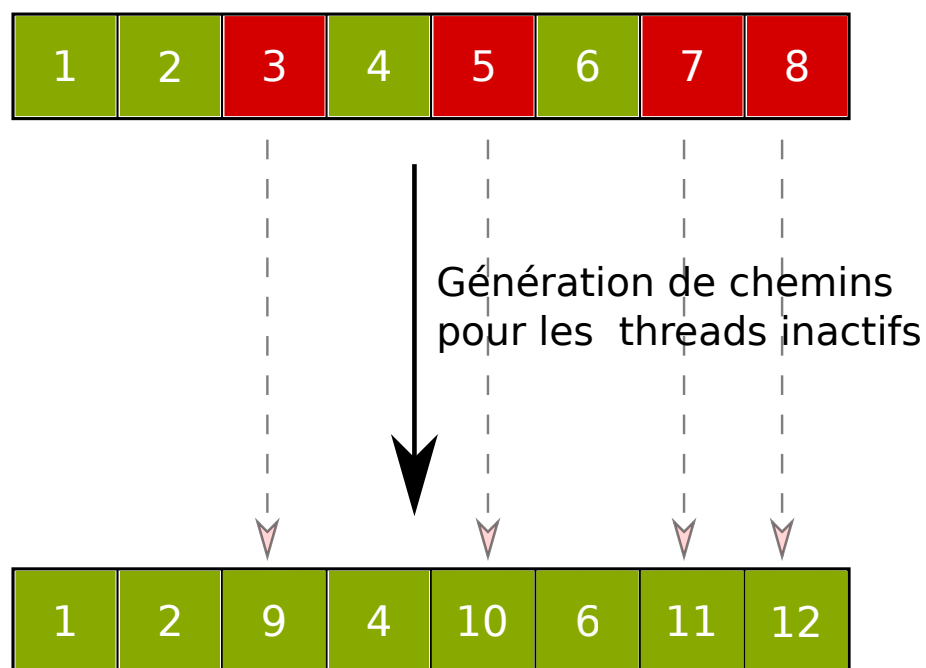 1 2 3 4 5 6 7 8
Génération de chemins
pour les  threads inactifs
1 2 9 4 10 6 11 12